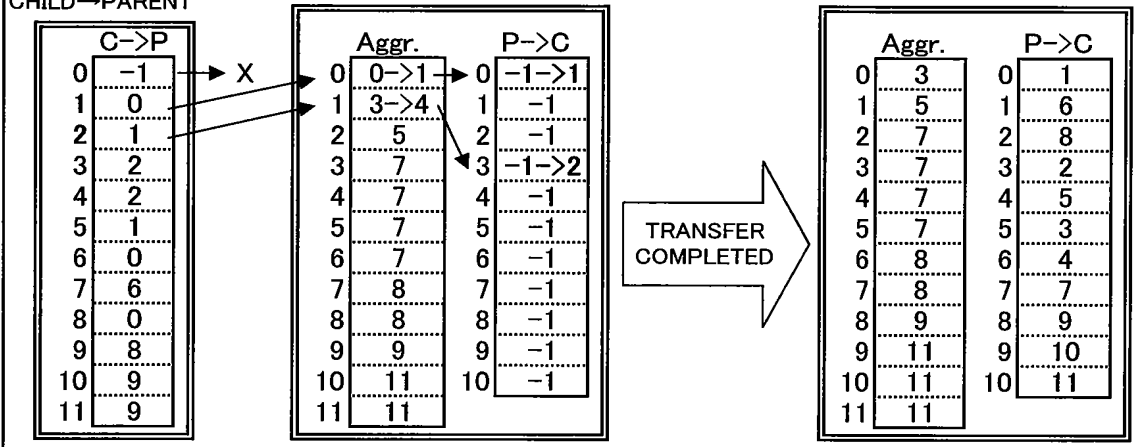 CHILD→PARENT
C->P
0 -1 X
1 0
2 1
3 2
4 2
5 1
6 0
7 6
8 0
9 8
10 9
11 9
Aggr. P->C
0 0->1 0 -1->1
1 3->4 1 -1
2 5 2 -1
3 7 3 -1->2
4 7 4 -1
5 7 5 -1
6 7 6 -1
7 8 7 -1
8 8 8 -1
9 9 9 -1
10 11 10 -1
11 11
TRANSFER
COMPLETED
Aggr. P->C
0 3 0 1
1 5 1 6
2 7 2 8
3 7 3 2
4 7 4 5
5 7 5 3
6 8 6 4
7 8 7 7
8 9 8 9
9 11 9 10
10 11 10 11
11 11